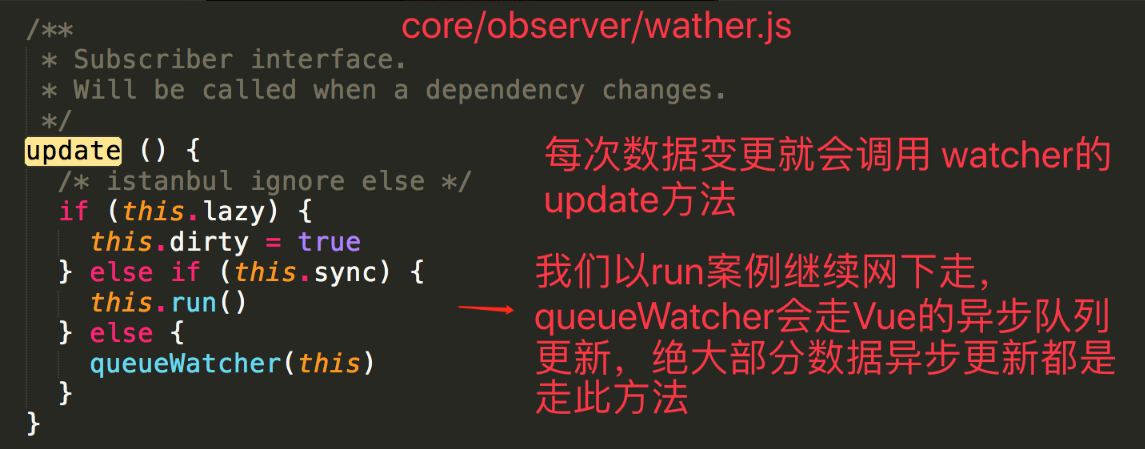 /**
core/observer/wather.js
* Subscriber interface.
* Will be called when a dependency changes.
*/
update () {
每次数据变更就会调用 watcher的
update方法
/* istanbul ignore else */
if (this.lazy) {
this.dirty = true
} else if (this.sync) {
this.run()
} else {
queueWatcher(this)
}
}
我们以run案例继续网下走，
queueWatcher会走Vue的异步队列
更新，绝大部分数据异步更新都是
走此方法